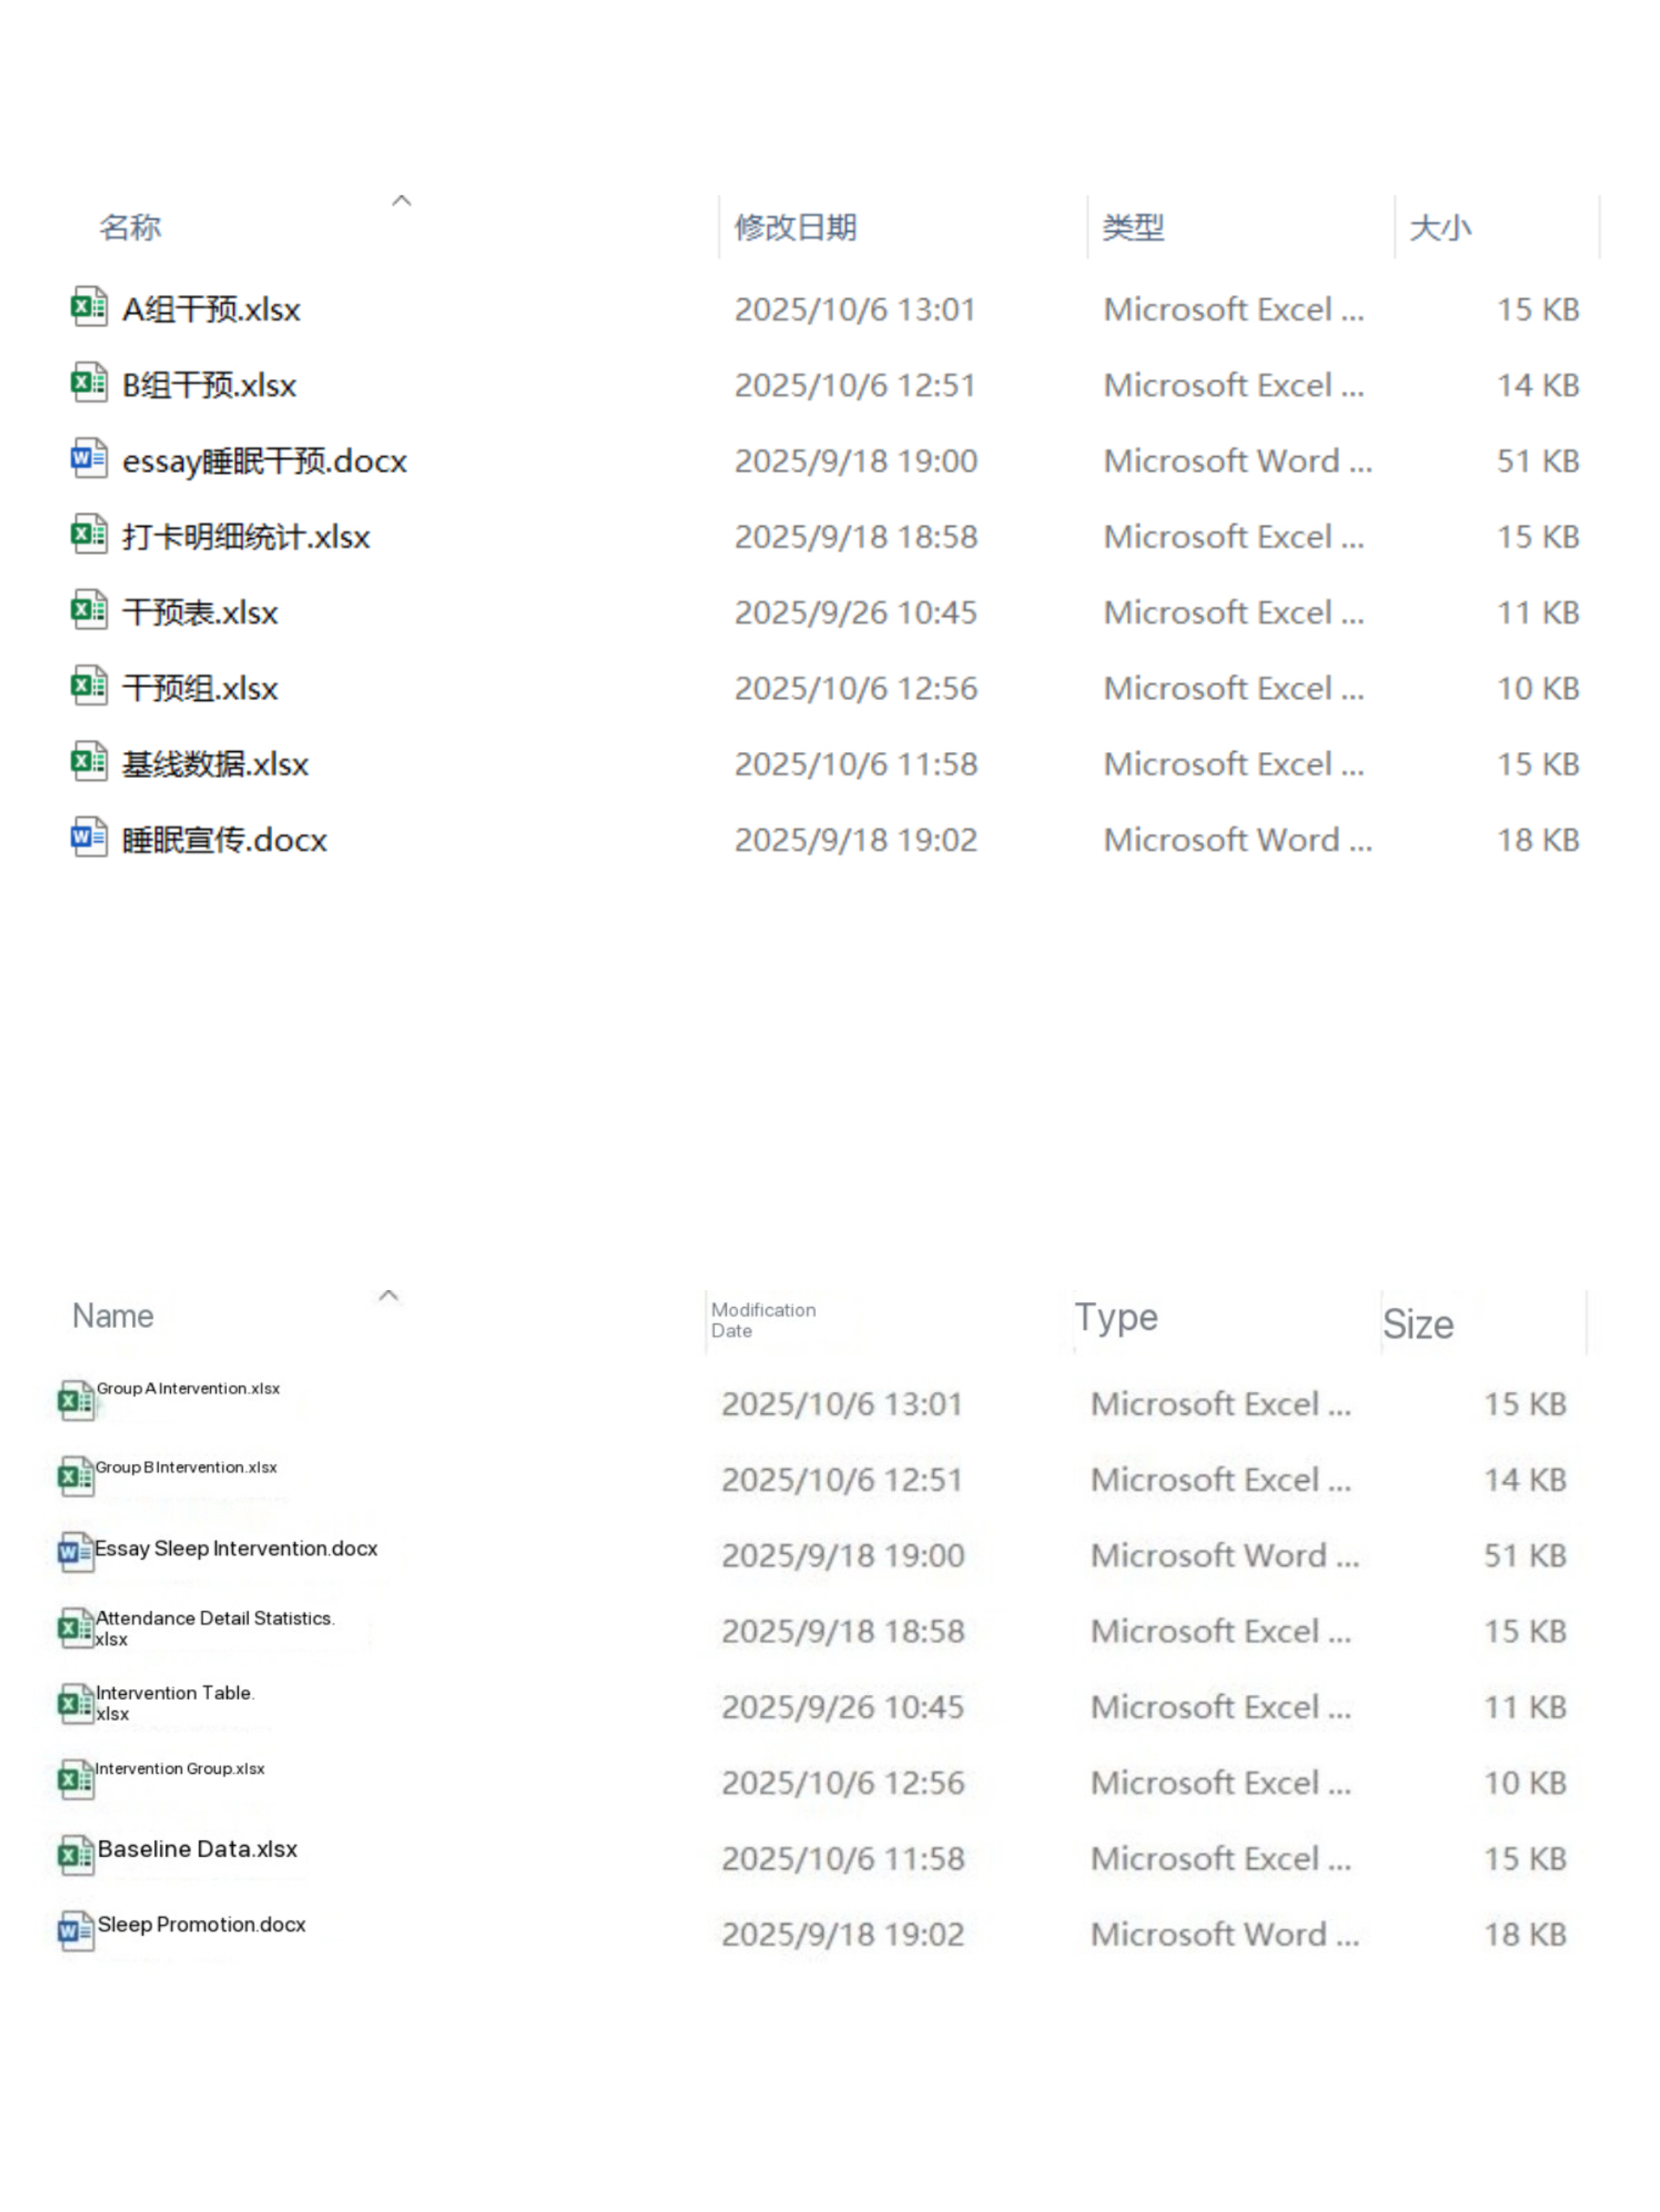 名称 修改日期 类型 大小
A组干预.xlsx 2025/10/6 13:01 Microsoft Excel ... 15 KB
B组干预.xlsx 2025/10/6 12:51 Microsoft Excel ... 14 KB
essay睡眠干预.docx 2025/9/18 19:00 Microsoft Word ... 51 KB
打卡明细统计.xlsx 2025/9/18 18:58 Microsoft Excel ... 15 KB
干预表.xlsx 2025/9/26 10:45 Microsoft Excel ... 11 KB
干预组.xlsx 2025/10/6 12:56 Microsoft Excel ... 10 KB
基线数据.xlsx 2025/10/6 11:58 Microsoft Excel ... 15 KB
睡眠宣传.docx 2025/9/18 19:02 Microsoft Word ... 18 KB
Name Modification
Date Type Size
Group A Intervention.xlsx 2025/10/6 13:01 Microsoft Excel ... 15 KB
Group B Intervention.xlsx 2025/10/6 12:51 Microsoft Excel ... 14 KB
Essay Sleep Intervention.docx 2025/9/18 19:00 Microsoft Word ... 51 KB
Attendance Detail Statistics.
xlsx 2025/9/18 18:58 Microsoft Excel ... 15 KB
Intervention Table.
xlsx 2025/9/26 10:45 Microsoft Excel ... 11 KB
Intervention Group.xlsx 2025/10/6 12:56 Microsoft Excel ... 10 KB
Baseline Data.xlsx 2025/10/6 11:58 Microsoft Excel ... 15 KB
Sleep Promotion.docx 2025/9/18 19:02 Microsoft Word ... 18 KB